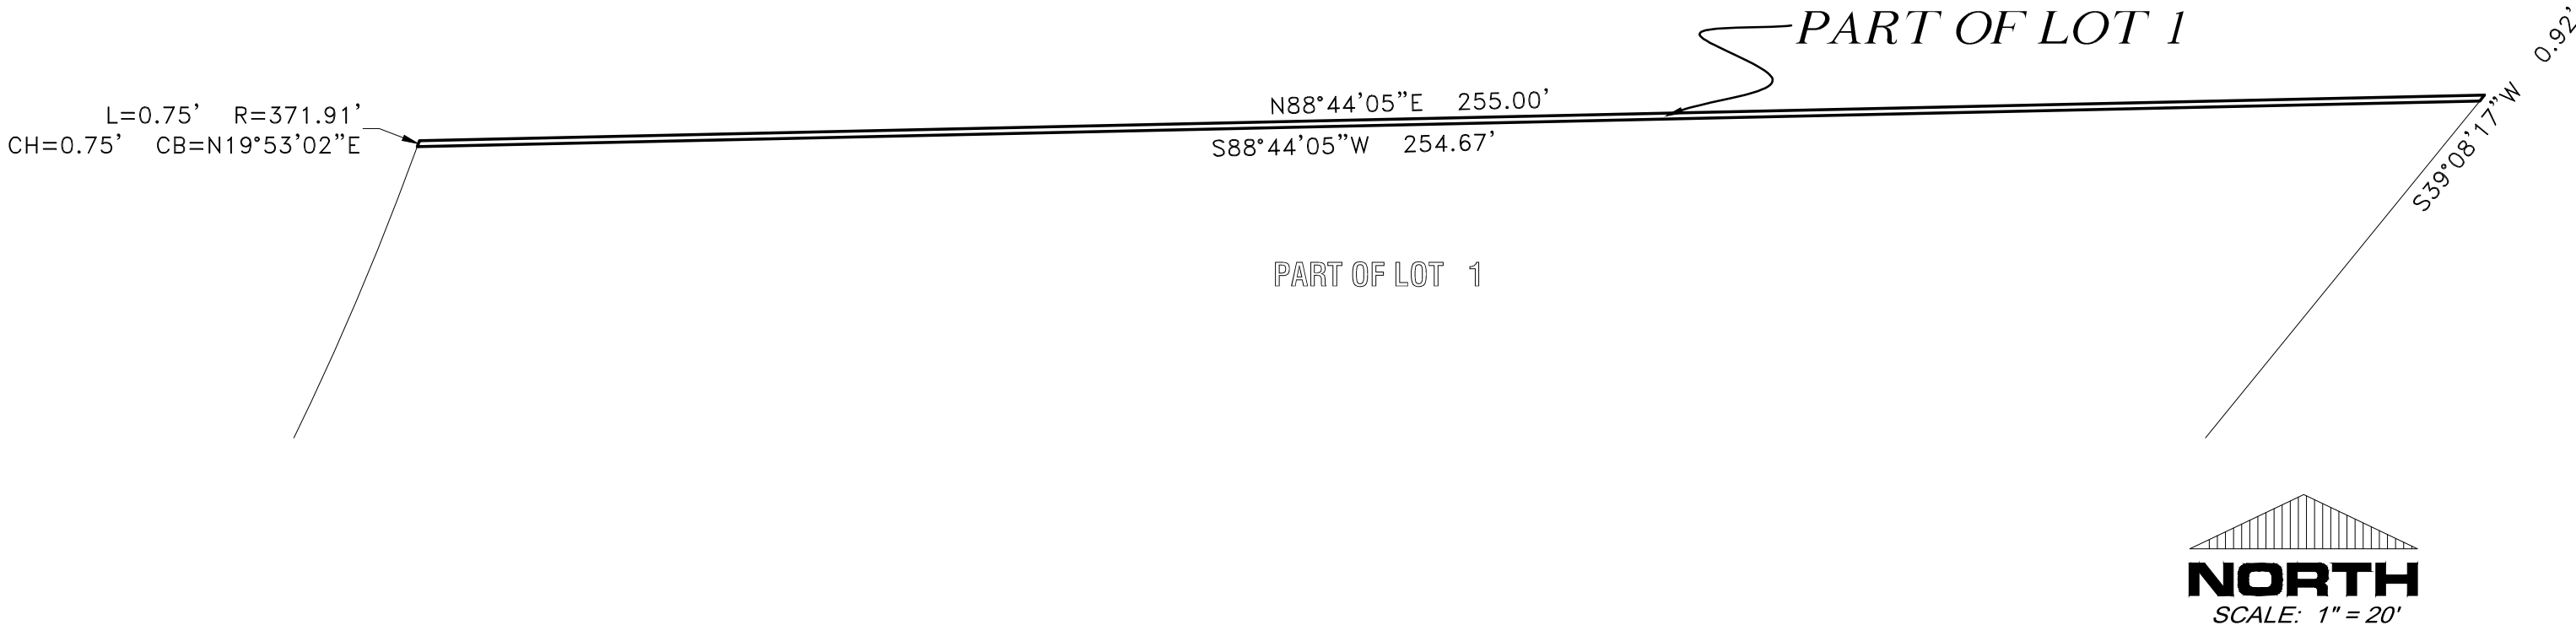 PART OF LOT 1
0.92'
S39°08'17"W
N88°44'05"E 255.00'
L=0.75' R=371.91'
CH=0.75' CB=N19°53'02"E
S88°44'05"W 254.67'
PART OF LOT 1
NORTH
SCALE: 1" = 20'